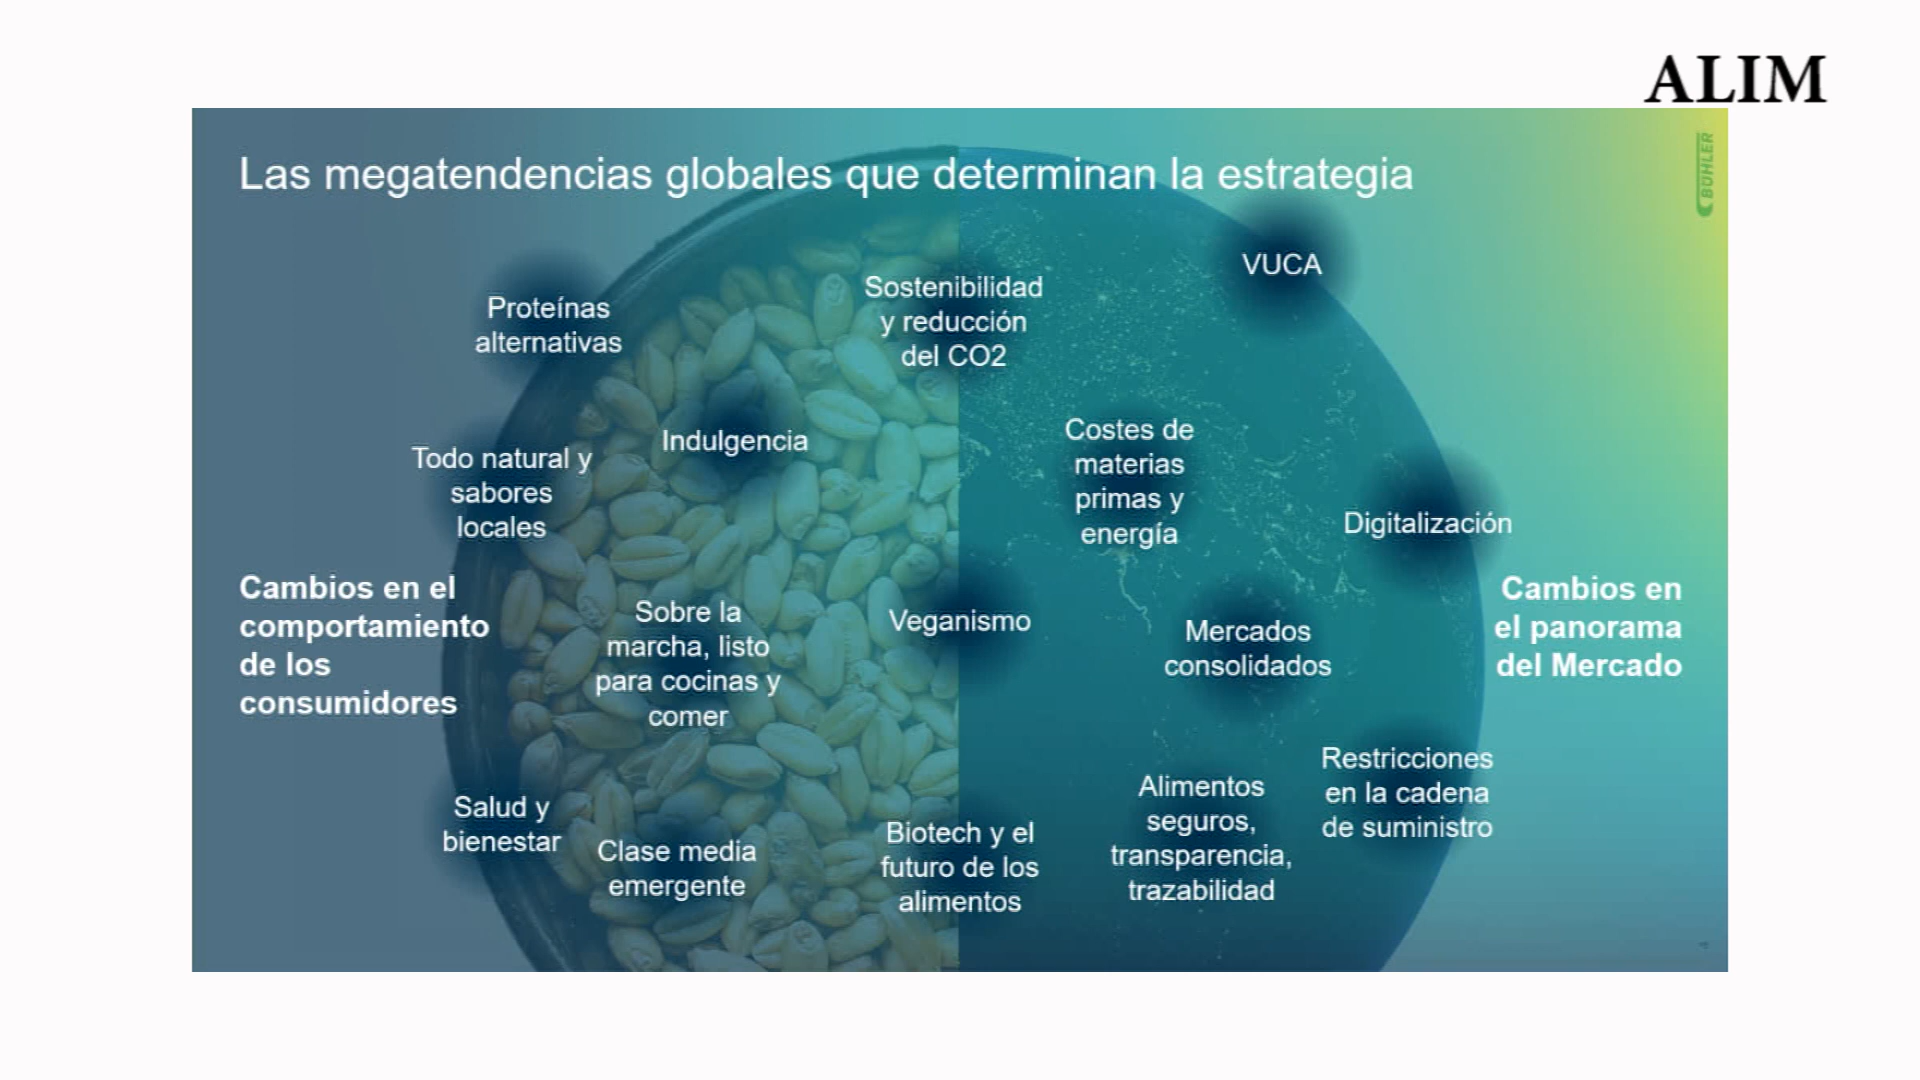 ALIM
BÜHLER
Las megatendencias globales que determinan la estrategia
VUCA
Proteínas
alternativas
Sostenibilidad
y reducción
del CO2
Indulgencia
Todo natural y
sabores
locales
Costes de
materias
primas y
energía
Digitalización
Cambios en el
comportamiento
de los
consumidores
Sobre la
marcha, listo
para cocinas y
comer
Veganismo
Mercados
consolidados
Cambios en
el panorama
del Mercado
Salud y
bienestar
Clase media
emergente
Biotech y el
futuro de los
alimentos
Alimentos
seguros,
transparencia,
trazabilidad
Restricciones
en la cadena
de suministro